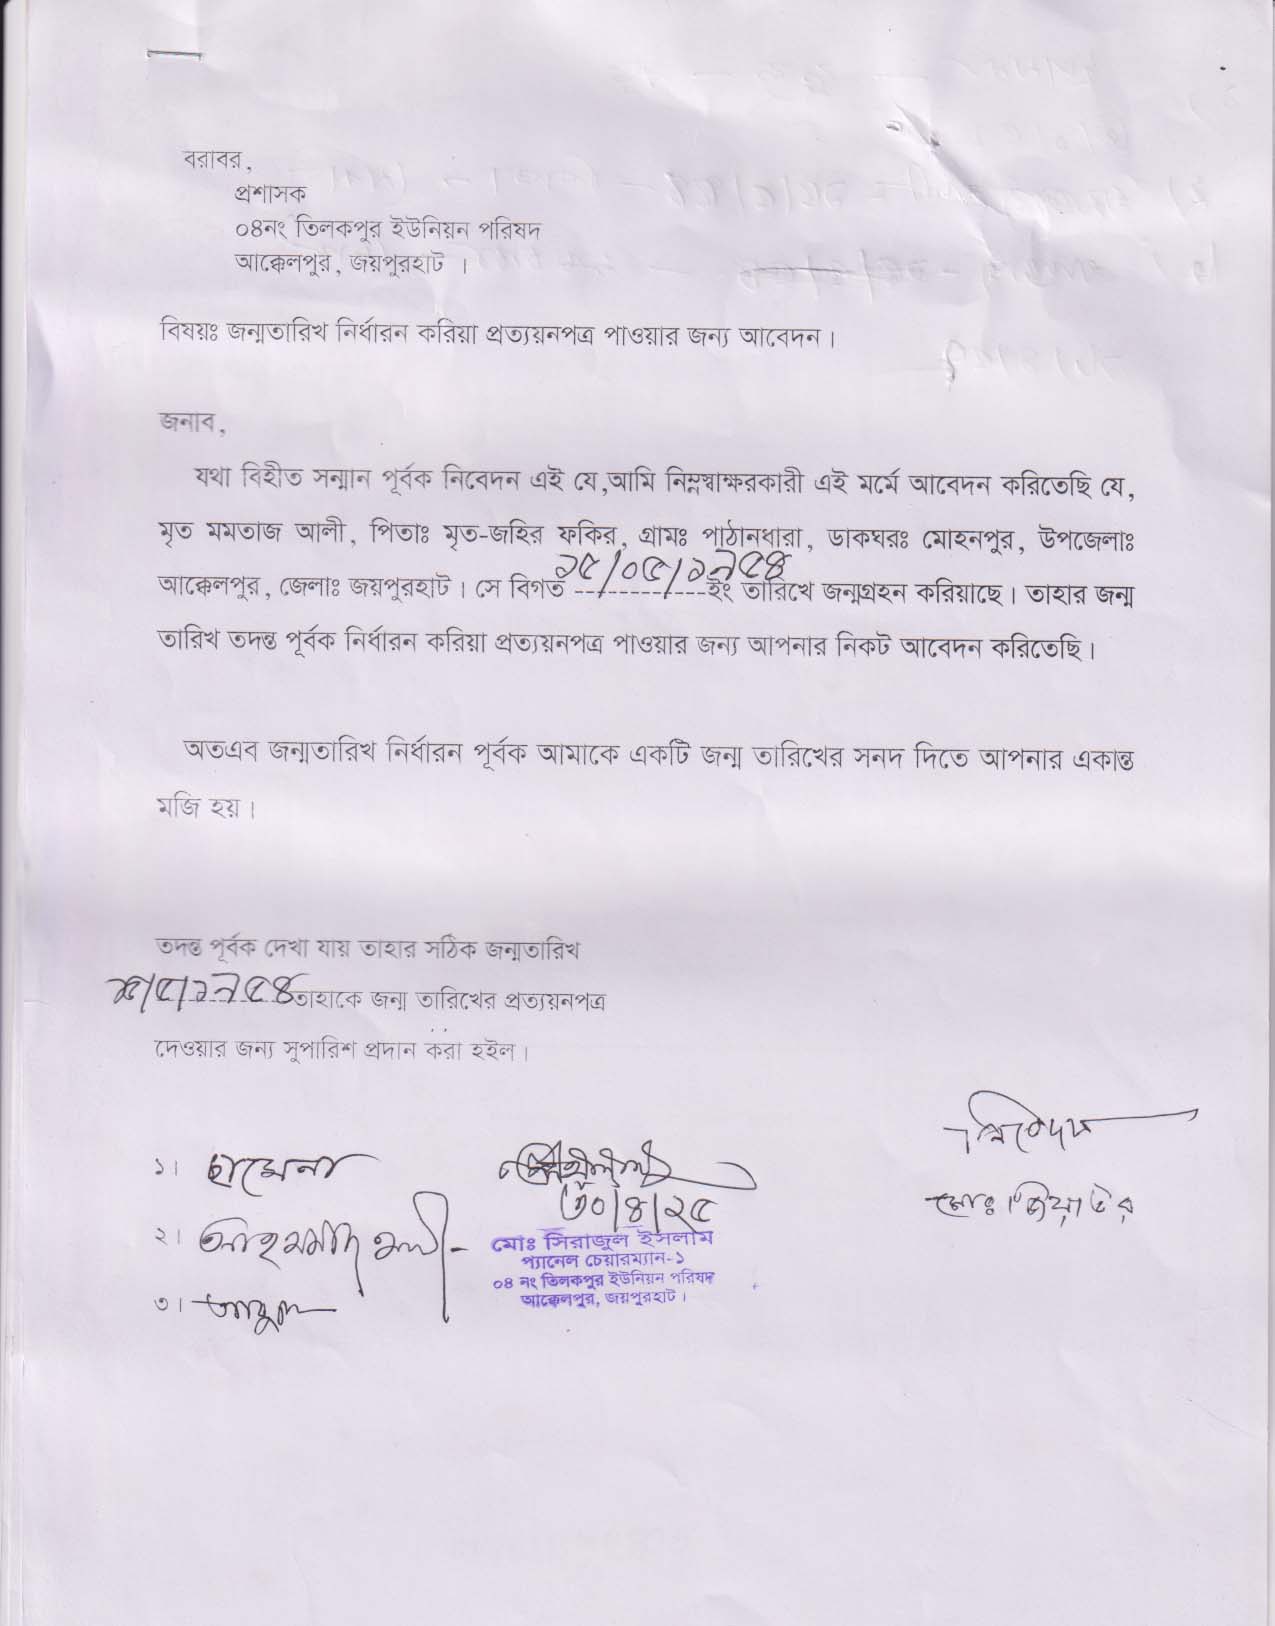 বরাবর,
প্রশাসক
০৪নং তিলকপুর ইউনিয়ন পরিষদ
আক্কেলপুর, জয়পুরহাট ।
বিষয়ঃ জন্মতারিখ নির্ধারন করিয়া প্রত্যয়নপত্র পাওয়ার জন্য আবেদন ।
জনাব,
যথা বিহীত সন্মান পূর্বক নিবেদন এই যে,আমি নিম্নস্বাক্ষরকারী এই মর্মে আবেদন করিতেছি যে,
মৃত মমতাজ আলী, পিতাঃ মৃত-জহির ফকির, গ্রামঃ পাঠানধারা, ডাকঘরঃ মোহনপুর, উপজেলাঃ
আক্কেলপুর, জেলাঃ জয়পুরহাট । সে বিগত ১৫/০৫/১৯৫৪ ইং তারিখে জন্মগ্রহন করিয়াছে । তাহার জন্ম
তারিখ তদন্ত পূর্বক নির্ধারন করিয়া প্রত্যয়নপত্র পাওয়ার জন্য আপনার নিকট আবেদন করিতেছি ।
অতএব জন্মতারিখ নির্ধারন পূর্বক আমাকে একটি জন্ম তারিখের সনদ দিতে আপনার একান্ত
মজি হয় ।
তদন্ত পূর্বক দেখা যায় তাহার সঠিক জন্মতারিখ
১৫/৫/১৯৫৪ তাহাকে জন্ম তারিখের প্রত্যয়নপত্র
দেওয়ার জন্য সুপারিশ প্রদান করা হইল ।
নিবেদক
১।
৩০/৪/২৫
মোঃ
২।
মোঃ সিরাজুল ইসলাম
প্যানেল চেয়ারম্যান-১
০৪ নং তিলকপুর ইউনিয়ন পরিষদ
আক্কেলপুর, জয়পুরহাট ।
৩।